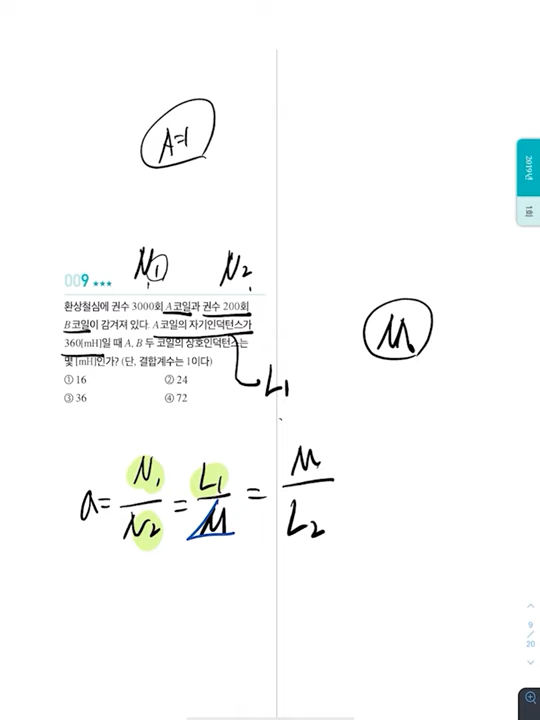 A=1
2019년
1회
N1
N2
009 ★★★
환상철심에 권수 3000회 A코일과 권수 200회
B코일이 감겨져 있다. A코일의 자기인덕턴스가
360[mH]일 때 A, B 두 코일의 상호인덕턴스는
몇 [mH]인가? (단, 결합계수는 1이다)
① 16 ② 24
③ 36 ④ 72
M
L1
a = N1/N2 = L1/M = M/L2
9
/
20